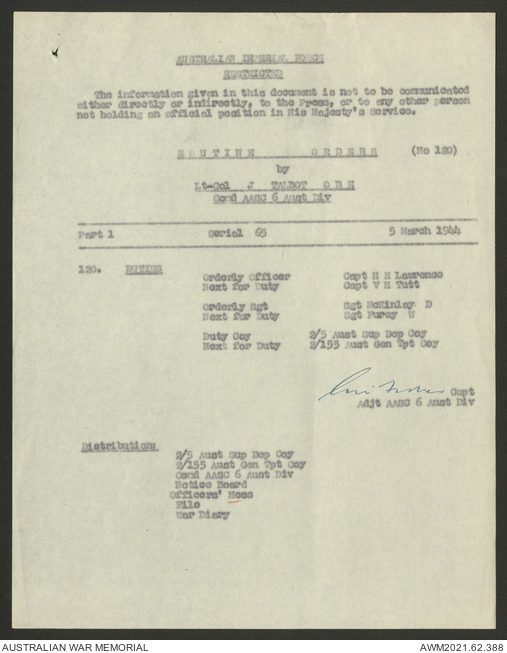 AUSTRALIAN IMPERIAL FORCE
RESTRICTED
The information given in this document is not to be communicated
either directly or indirectly, to the Press, or to any other person
not holding an official position in His Majesty's Service.
ROUTINE ORDERS (No 120)
by
Lt-Col J TALBOT OBE
Comd AASC 6 Aust Div
Part 1 Serial 65 5 March 1944
120. DUTIES
Orderly Officer Capt H E Lawrence
Next for Duty Capt V H Tutt
Orderly Sgt Sgt McKinlay D
Next for Duty Sgt Furey W
Duty Coy 2/5 Aust Sup Dep Coy
Next for Duty 2/155 Aust Gen Tpt Coy
Capt
Adjt AASC 6 Aust Div
Distribution:
2/5 Aust Sup Dep Coy
2/155 Aust Gen Tpt Coy
Comd AASC 6 Aust Div
Notice Board
Officers' Mess
File
War Diary
AUSTRALIAN WAR MEMORIAL AWM2021.62.388